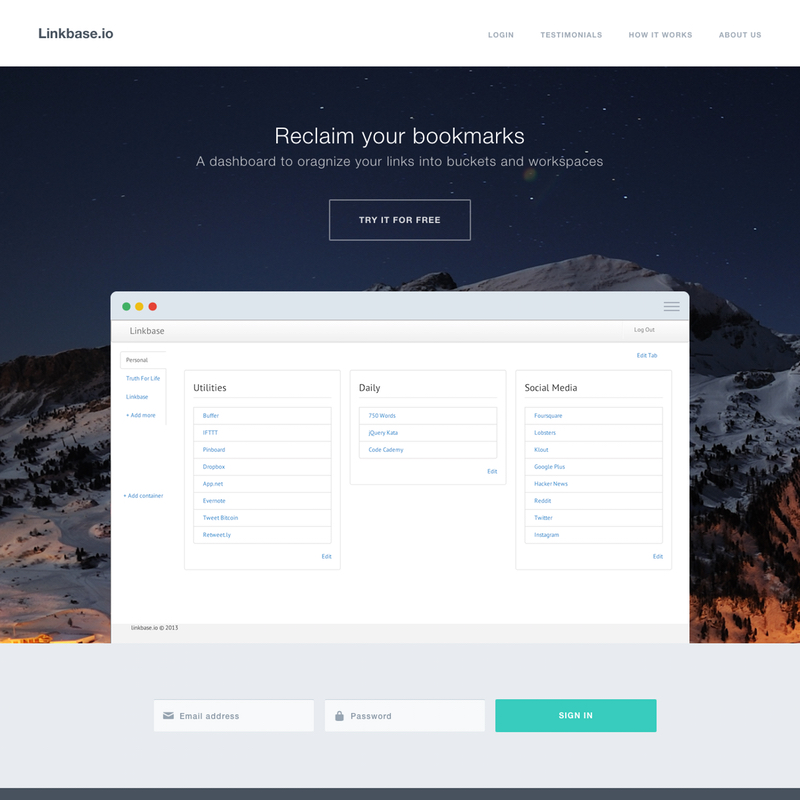 Linkbase.io
LOGIN TESTIMONIALS HOW IT WORKS ABOUT US
Reclaim your bookmarks
A dashboard to oragnize your links into buckets and workspaces
TRY IT FOR FREE
Linkbase
Log Out
Edit Tab
Personal
Truth For Life
Linkbase
+ Add more
+ Add container
Utilities
Buffer
IFTTT
Pinboard
Dropbox
App.net
Evernote
Tweet Bitcoin
Retweet.ly
Edit
Daily
750 Words
jQuery Kata
Code Cademy
Edit
Social Media
Foursquare
Lobsters
Klout
Google Plus
Hacker News
Reddit
Twitter
Instagram
Edit
linkbase.io © 2013
Email address
Password
SIGN IN